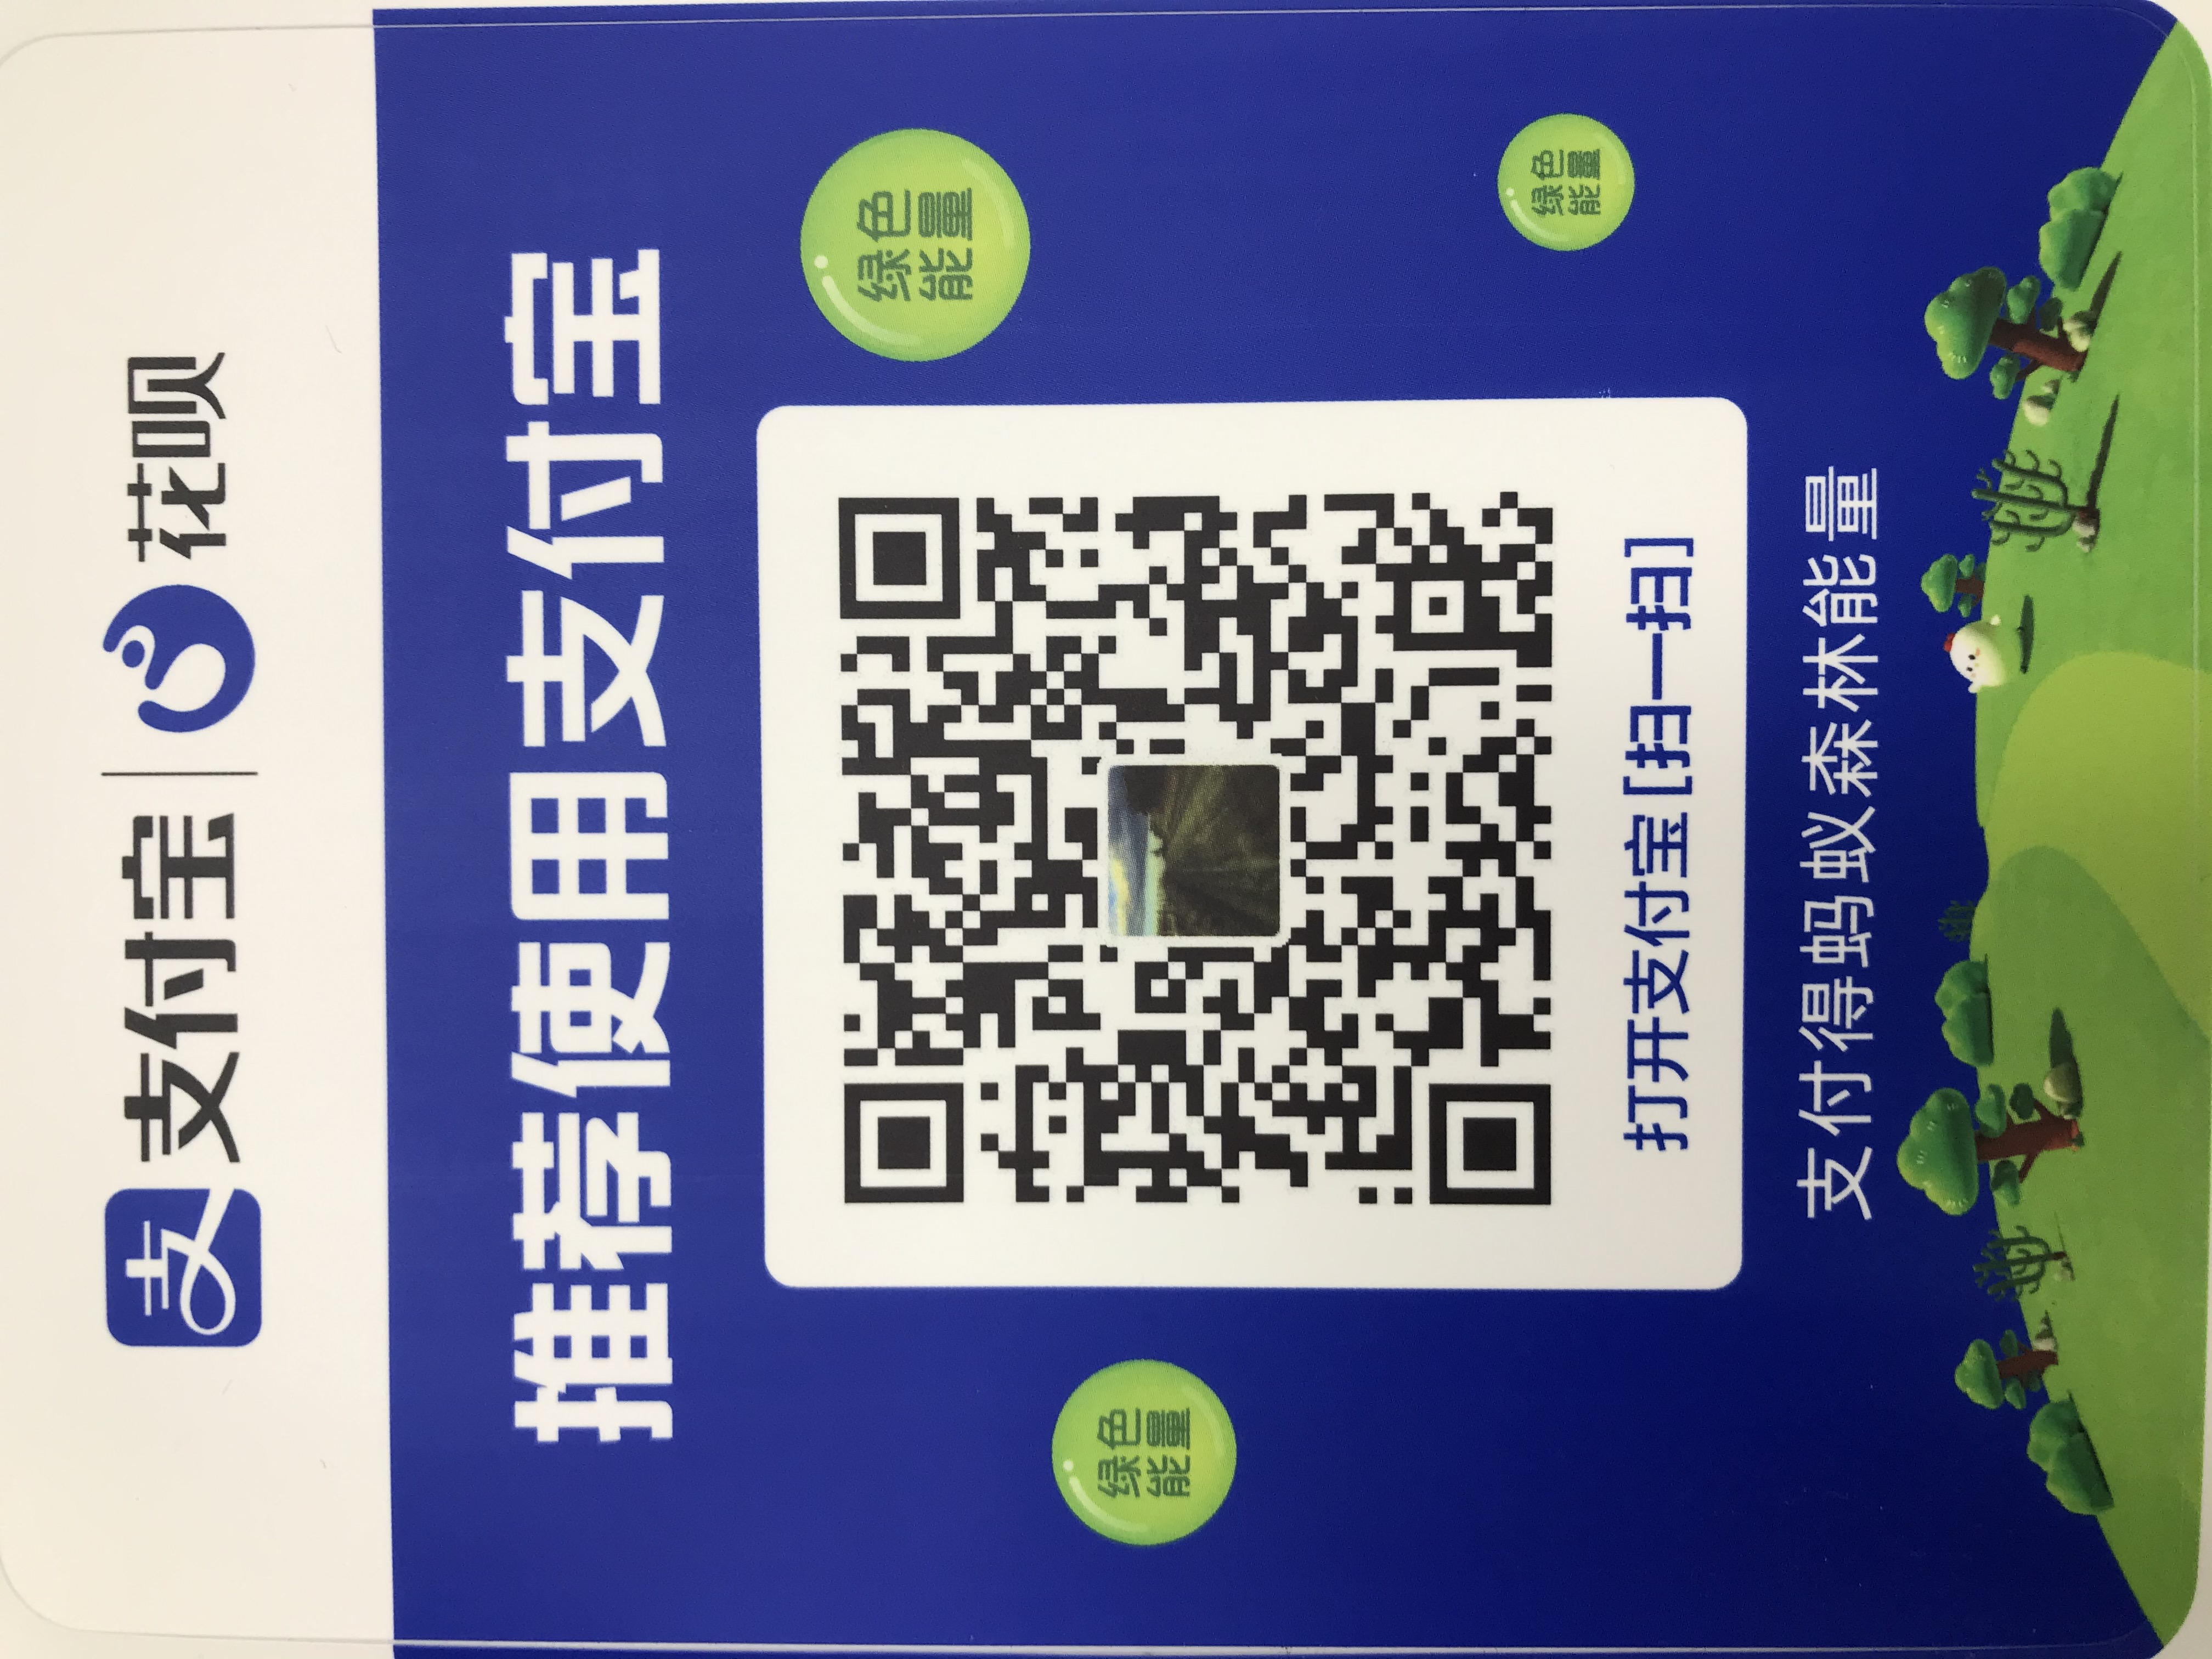 支 支付宝 | 花呗
推荐使用支付宝
绿色
能量
绿色
能量
绿色
能量
打开支付宝[扫一扫]
支付得蚂蚁森林能量